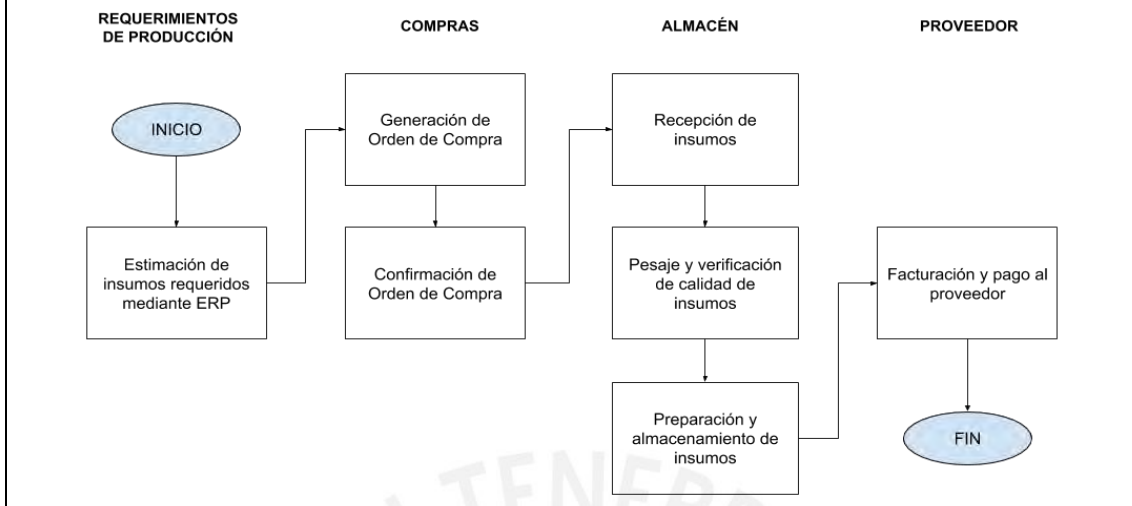 REQUERIMIENTOS
DE PRODUCCIÓN
COMPRAS
ALMACÉN
PROVEEDOR
INICIO
Estimación de
insumos requeridos
mediante ERP
Generación de
Orden de Compra
Confirmación de
Orden de Compra
Recepción de
insumos
Pesaje y verificación
de calidad de
insumos
Preparación y
almacenamiento de
insumos
Facturación y pago al
proveedor
FIN